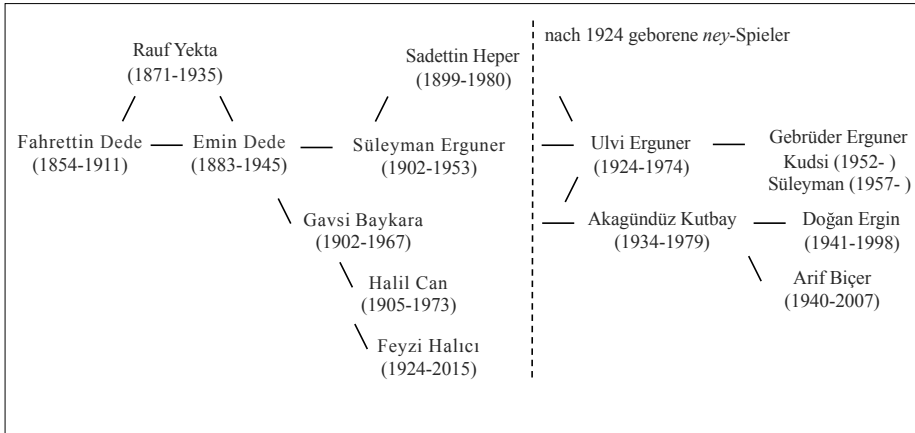 nach 1924 geborene ney-Spieler
Rauf Yekta
(1871-1935)
Sadettin Heper
(1899-1980)
Fahrettin Dede
(1854-1911)
Emin Dede
(1883-1945)
Süleyman Erguner
(1902-1953)
Ulvi Erguner
(1924-1974)
Gebrüder Erguner
Kudsi (1952- )
Süleyman (1957- )
Gavsi Baykara
(1902-1967)
Akagündüz Kutbay
(1934-1979)
Doğan Ergin
(1941-1998)
Halil Can
(1905-1973)
Arif Biçer
(1940-2007)
Feyzi Halıcı
(1924-2015)